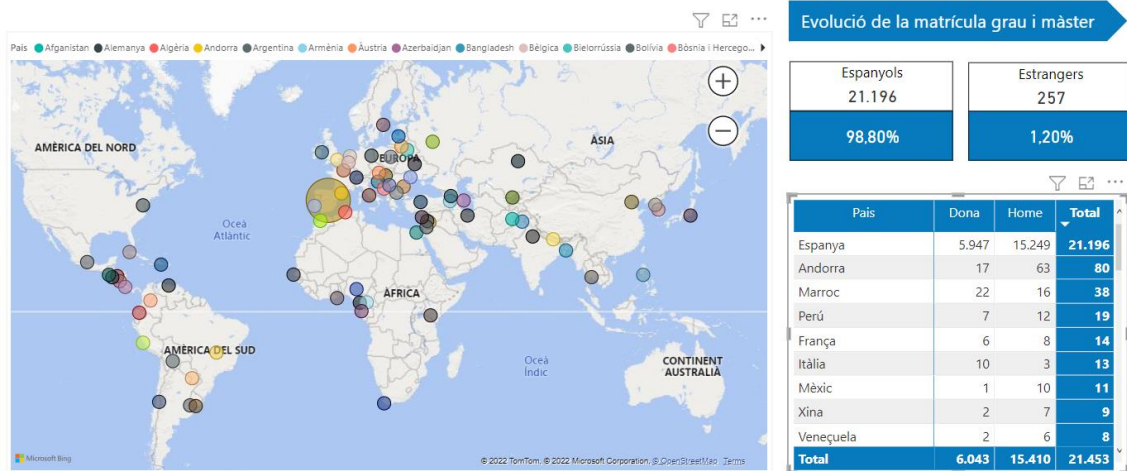 País Afganistan Alemanya Algèria Andorra Argentina Armènia Àustria Azerbaidjan Bangladesh Bèlgica Bielorússia Bolívia Bòsnia i Hercego...
AMÈRICA DEL NORD
EUROPA
ÀSIA
Oceà
Atlàntic
ÀFRICA
AMÈRICA DEL SUD
Oceà
Índic
CONTINENT
AUSTRALIÀ
Microsoft Bing
© 2022 TomTom, © 2022 Microsoft Corporation, © OpenStreetMap Terms
Evolució de la matrícula grau i màster
Espanyols
21.196
98,80%
Estrangers
257
1,20%
País Dona Home Total
Espanya 5.947 15.249 21.196
Andorra 17 63 80
Marroc 22 16 38
Perú 7 12 19
França 6 8 14
Itàlia 10 3 13
Mèxic 1 10 11
Xina 2 7 9
Veneçuela 2 6 8
Total 6.043 15.410 21.453